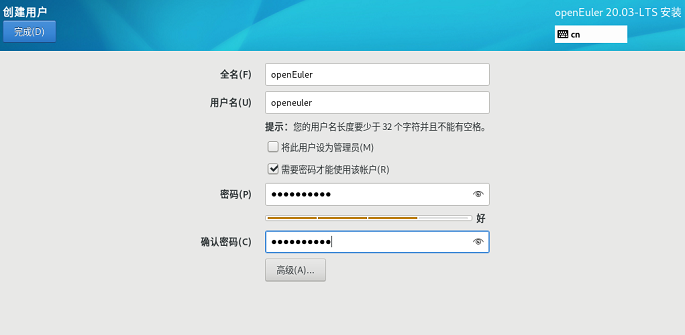 创建用户
openEuler 20.03-LTS 安装
完成(D)
cn
全名(F)
openEuler
用户名(U)
openeuler
提示：您的用户名长度要少于 32 个字符并且不能有空格。
将此用户设为管理员(M)
需要密码才能使用该帐户(R)
密码(P)
●●●●●●●●●●
好
确认密码(C)
●●●●●●●●●●
高级(A)...